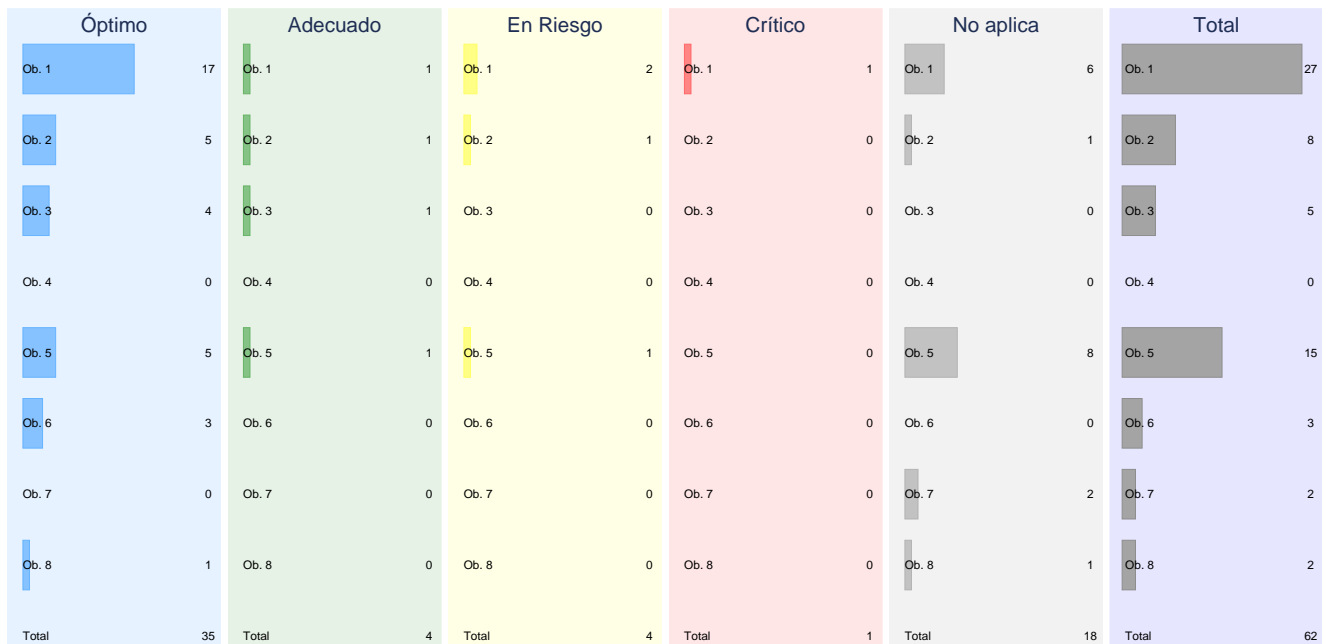 Óptimo Adecuado En Riesgo Crítico No aplica Total
Ob. 1 17 Ob. 1 1 Ob. 1 2 Ob. 1 1 Ob. 1 6 Ob. 1 27
Ob. 2 5 Ob. 2 1 Ob. 2 1 Ob. 2 0 Ob. 2 1 Ob. 2 8
Ob. 3 4 Ob. 3 1 Ob. 3 0 Ob. 3 0 Ob. 3 0 Ob. 3 5
Ob. 4 0 Ob. 4 0 Ob. 4 0 Ob. 4 0 Ob. 4 0 Ob. 4 0
Ob. 5 5 Ob. 5 1 Ob. 5 1 Ob. 5 0 Ob. 5 8 Ob. 5 15
Ob. 6 3 Ob. 6 0 Ob. 6 0 Ob. 6 0 Ob. 6 0 Ob. 6 3
Ob. 7 0 Ob. 7 0 Ob. 7 0 Ob. 7 0 Ob. 7 2 Ob. 7 2
Ob. 8 1 Ob. 8 0 Ob. 8 0 Ob. 8 0 Ob. 8 1 Ob. 8 2
Total 35 Total 4 Total 4 Total 1 Total 18 Total 62